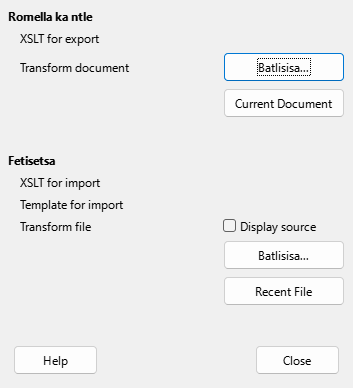 Romella ka ntle
XSLT for export
Transform document
Batlisisa...
Current Document
Fetisetsa
XSLT for import
Template for import
Transform file
Display source
Batlisisa...
Recent File
Help
Close